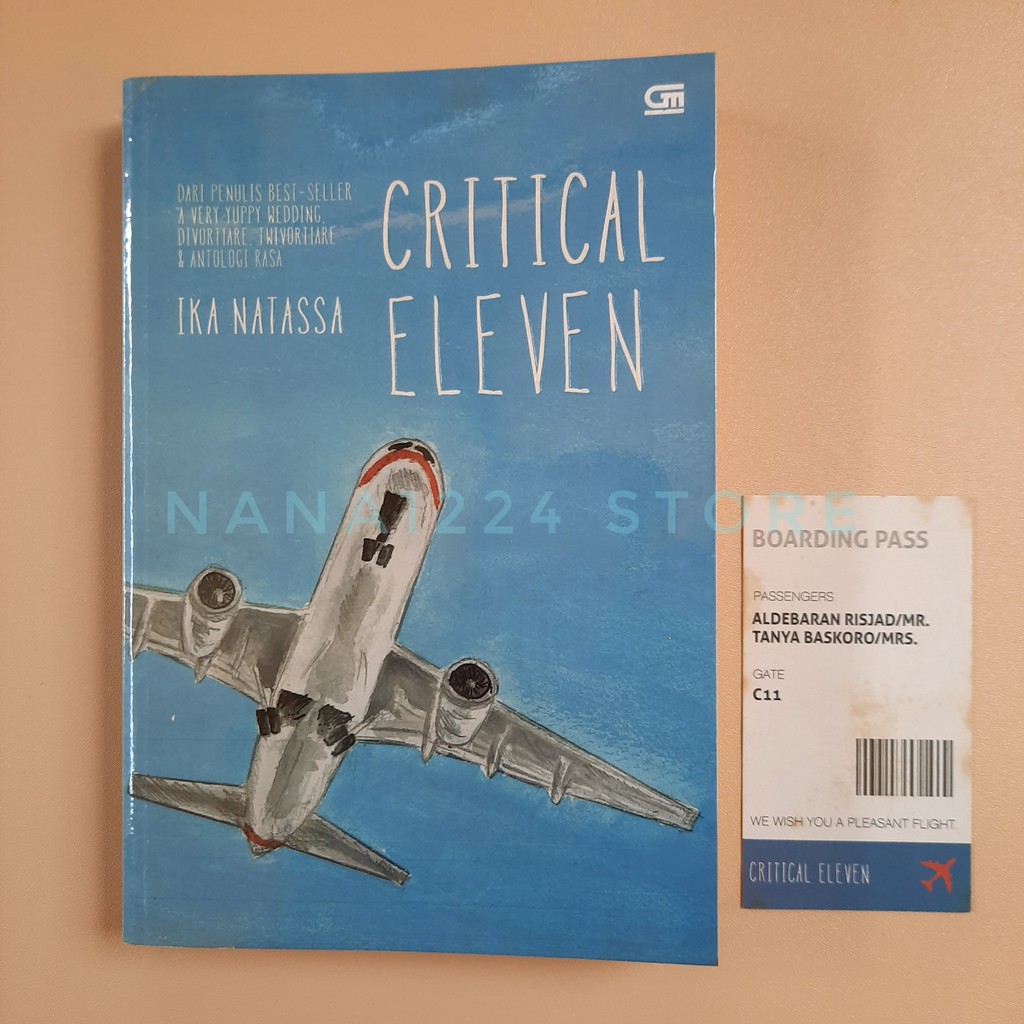 GM
DARI PENULIS BEST-SELLER
A VERY YUPPY WEDDING,
DIVORTIARE, TWIVORTIARE
& ANTOLOGI RASA
IKA NATASSA
CRITICAL
ELEVEN
NANA1224 STORE
BOARDING PASS
PASSENGERS
ALDEBARAN RISJAD/MR.
TANYA BASKORO/MRS.
GATE
C11
WE WISH YOU A PLEASANT FLIGHT.
CRITICAL ELEVEN